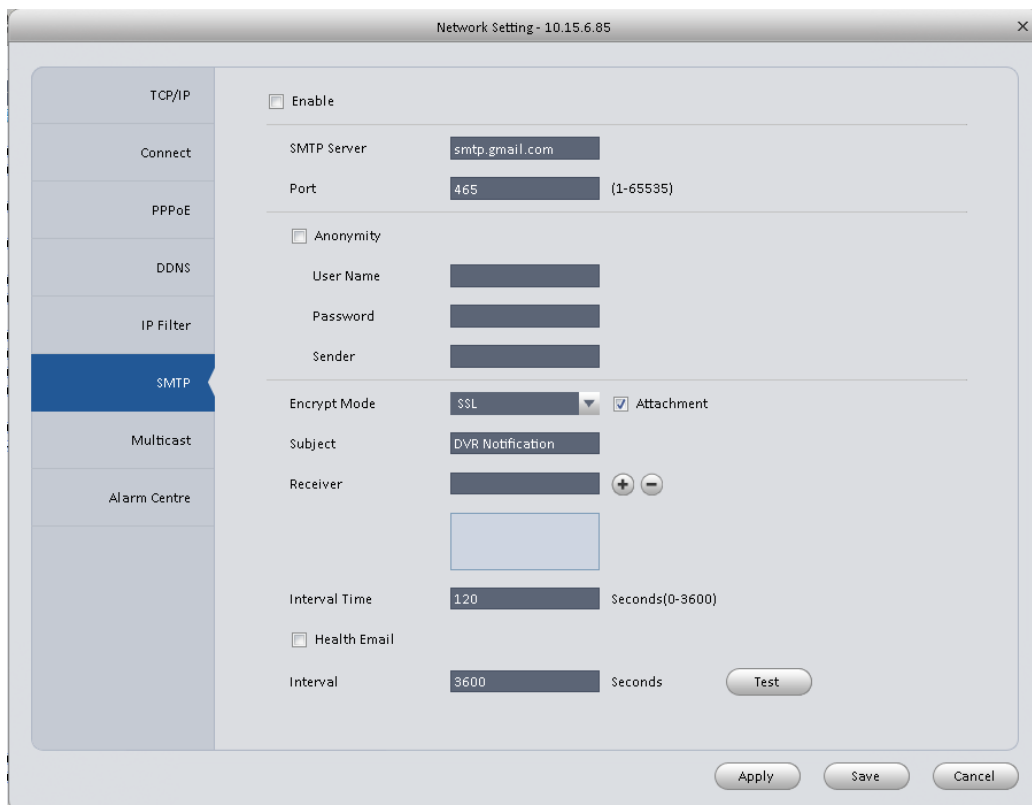 Network Setting - 10.15.6.85
TCP/IP
Connect
PPPoE
DDNS
IP Filter
SMTP
Multicast
Alarm Centre
Enable
SMTP Server smtp.gmail.com
Port 465 (1-65535)
Anonymity
User Name
Password
Sender
Encrypt Mode SSL Attachment
Subject DVR Notification
Receiver
Interval Time 120 Seconds(0-3600)
Health Email
Interval 3600 Seconds Test
Apply Save Cancel